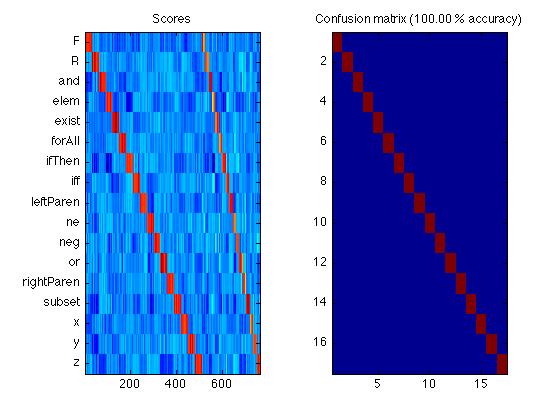 Scores
F
R
and
elem
exist
forAll
ifThen
iff
leftParen
ne
neg
or
rightParen
subset
x
y
z
200 400 600
Confusion matrix (100.00 % accuracy)
2
4
6
8
10
12
14
16
5 10 15